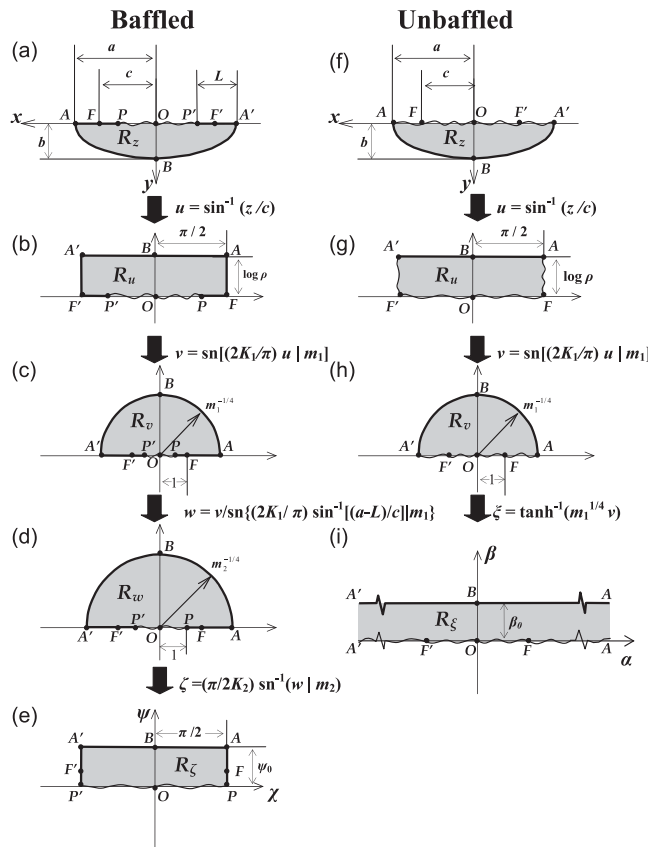 Baffled
Unbaffled
(a)
a
c
L
A
F
P
O
P′
F′
A′
x
b
R_z
B
y
u = sin⁻¹ (z/c)
(f)
a
c
A
F
O
F′
A′
x
b
R_z
B
y
u = sin⁻¹ (z/c)
(b)
π / 2
A′
B
A
R_u
log ρ
F′
P′
O
P
F
v = sn[(2K₁/π) u | m₁]
(g)
π / 2
A′
B
A
R_u
log ρ
F′
O
F
v = sn[(2K₁/π) u | m₁]
(c)
B
R_v
m₁^(-1/4)
A′
P′
P
A
F′
O
F
1
w = v/sn{(2K₁/ π) sin⁻¹[(a-L)/c]|m₁}
(h)
B
R_v
m₁^(-1/4)
A′
A
F′
O
F
1
ξ = tanh⁻¹(m₁^(1/4) v)
(d)
B
R_w
m₂^(-1/4)
P′
P
A′
F′
O
F
A
1
ζ =(π/2K₂) sn⁻¹(w | m₂)
(i)
β
A′
B
A
R_ξ
β₀
A′
F′
O
F
A
α
(e)
ψ
π /2
A′
B
A
F′
R_ζ
F
ψ₀
P′
O
P
χ